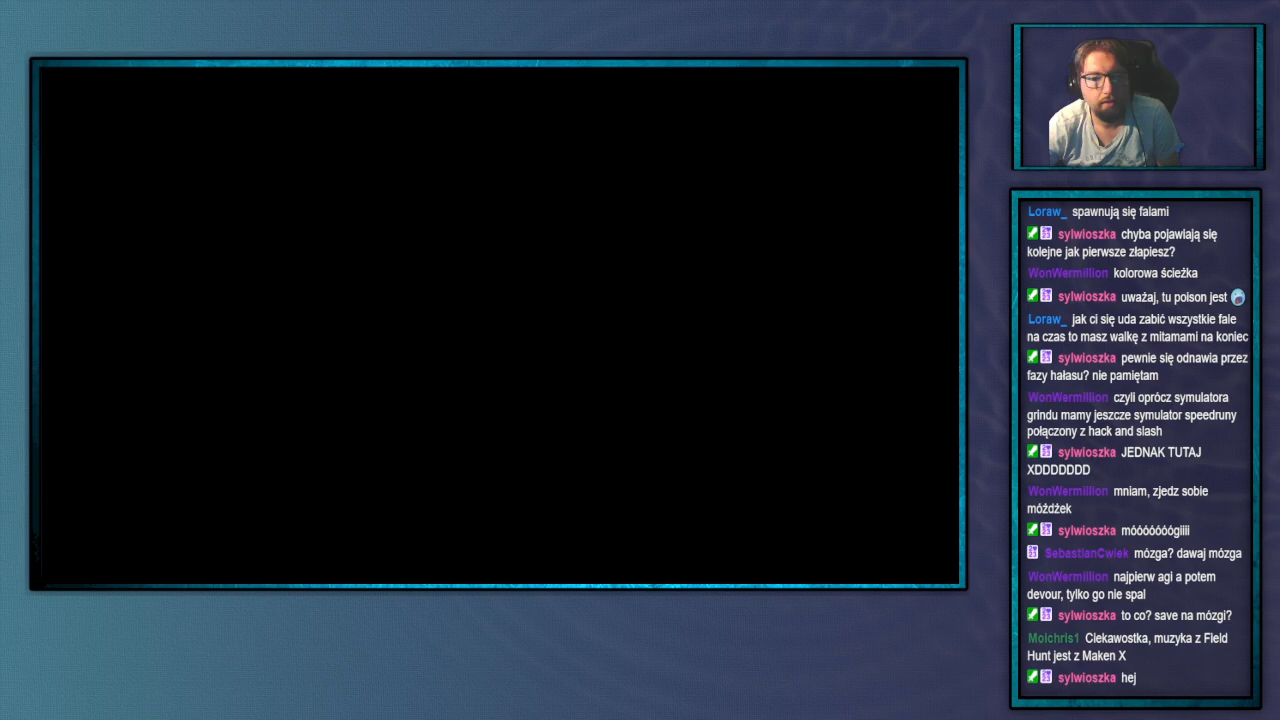 Loraw_ spawnują się falami
sylwioszka chyba pojawiają się
kolejne jak pierwsze złapiesz?
WonWermillion kolorowa ścieżka
sylwioszka uważaj, tu poison jest
Loraw_ jak ci się uda zabić wszystkie fale
na czas to masz walkę z mitamami na koniec
sylwioszka pewnie się odnawia przez
fazy hałasu? nie pamiętam
WonWermillion czyli oprócz symulatora
grindu mamy jeszcze symulator speedruny
połączony z hack and slash
sylwioszka JEDNAK TUTAJ
XDDDDDDD
WonWermillion mniam, zjedz sobie
móżdżek
sylwioszka móóóóóóógiiii
SebastianCwiek mózga? dawaj mózga
WonWermillion najpierw agi a potem
devour, tylko go nie spal
sylwioszka to co? save na mózgi?
Moichris1 Ciekawostka, muzyka z Field
Hunt jest z Maken X
sylwioszka hej